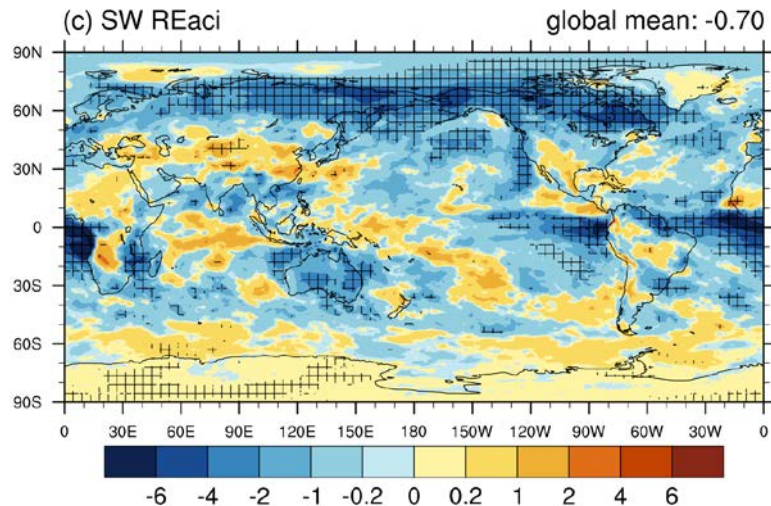 (c) SW REaci global mean: -0.70
90N
60N
30N
0
30S
60S
90S
0 30E 60E 90E 120E 150E 180 150W 120W 90W 60W 30W 0
-6 -4 -2 -1 -0.2 0 0.2 1 2 4 6